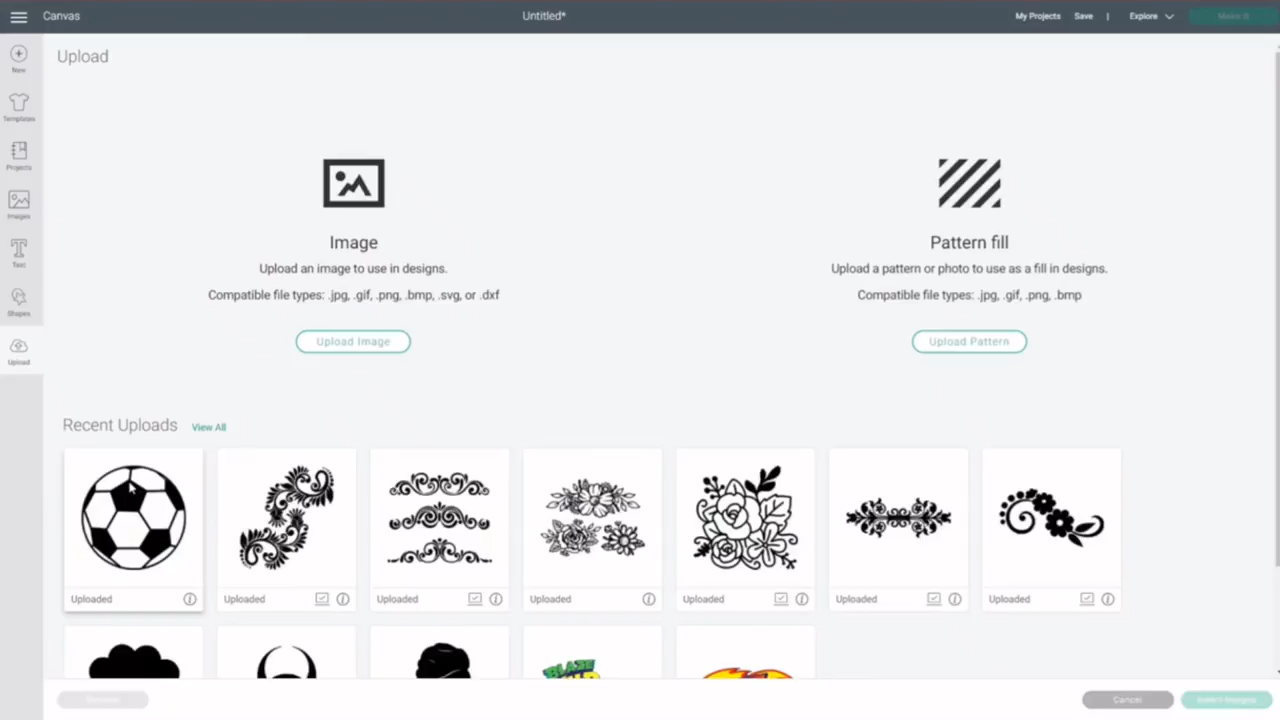 Canvas
Untitled*
My Projects Save | Explore
Make It
New
Templates
Projects
Images
Text
Shapes
Upload
Upload
Image
Upload an image to use in designs.
Compatible file types: .jpg, .gif, .png, .bmp, .svg, or .dxf
Upload Image
Pattern fill
Upload a pattern or photo to use as a fill in designs.
Compatible file types: .jpg, .gif, .png, .bmp
Upload Pattern
Recent Uploads View All
Uploaded
Uploaded
Uploaded
Uploaded
Uploaded
Uploaded
Uploaded
BLAZE
Cancel